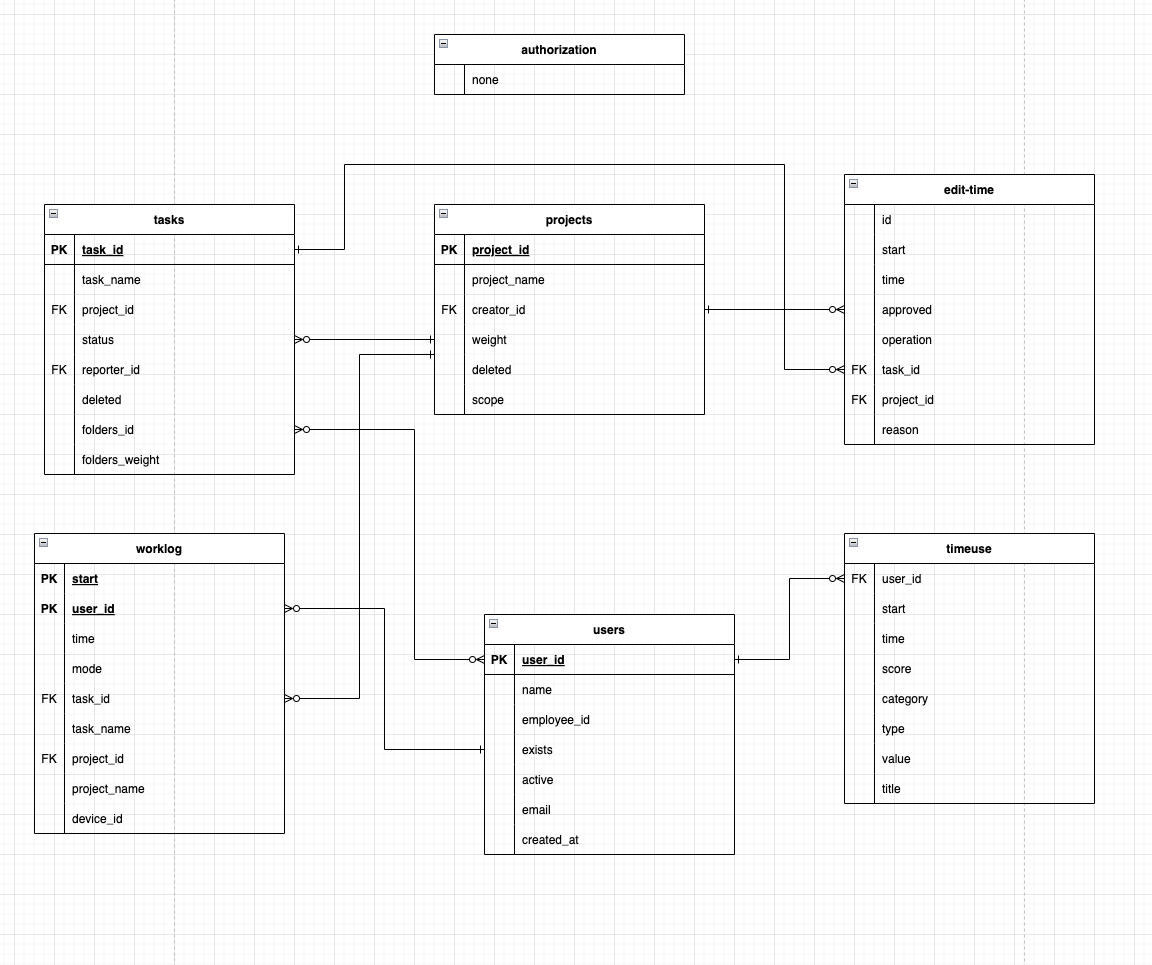 authorization
none
tasks
PK task_id
task_name
FK project_id
status
FK reporter_id
deleted
folders_id
folders_weight
projects
PK project_id
project_name
FK creator_id
weight
deleted
scope
edit-time
id
start
time
approved
operation
FK task_id
FK project_id
reason
worklog
PK start
PK user_id
time
mode
FK task_id
task_name
FK project_id
project_name
device_id
users
PK user_id
name
employee_id
exists
active
email
created_at
timeuse
FK user_id
start
time
score
category
type
value
title